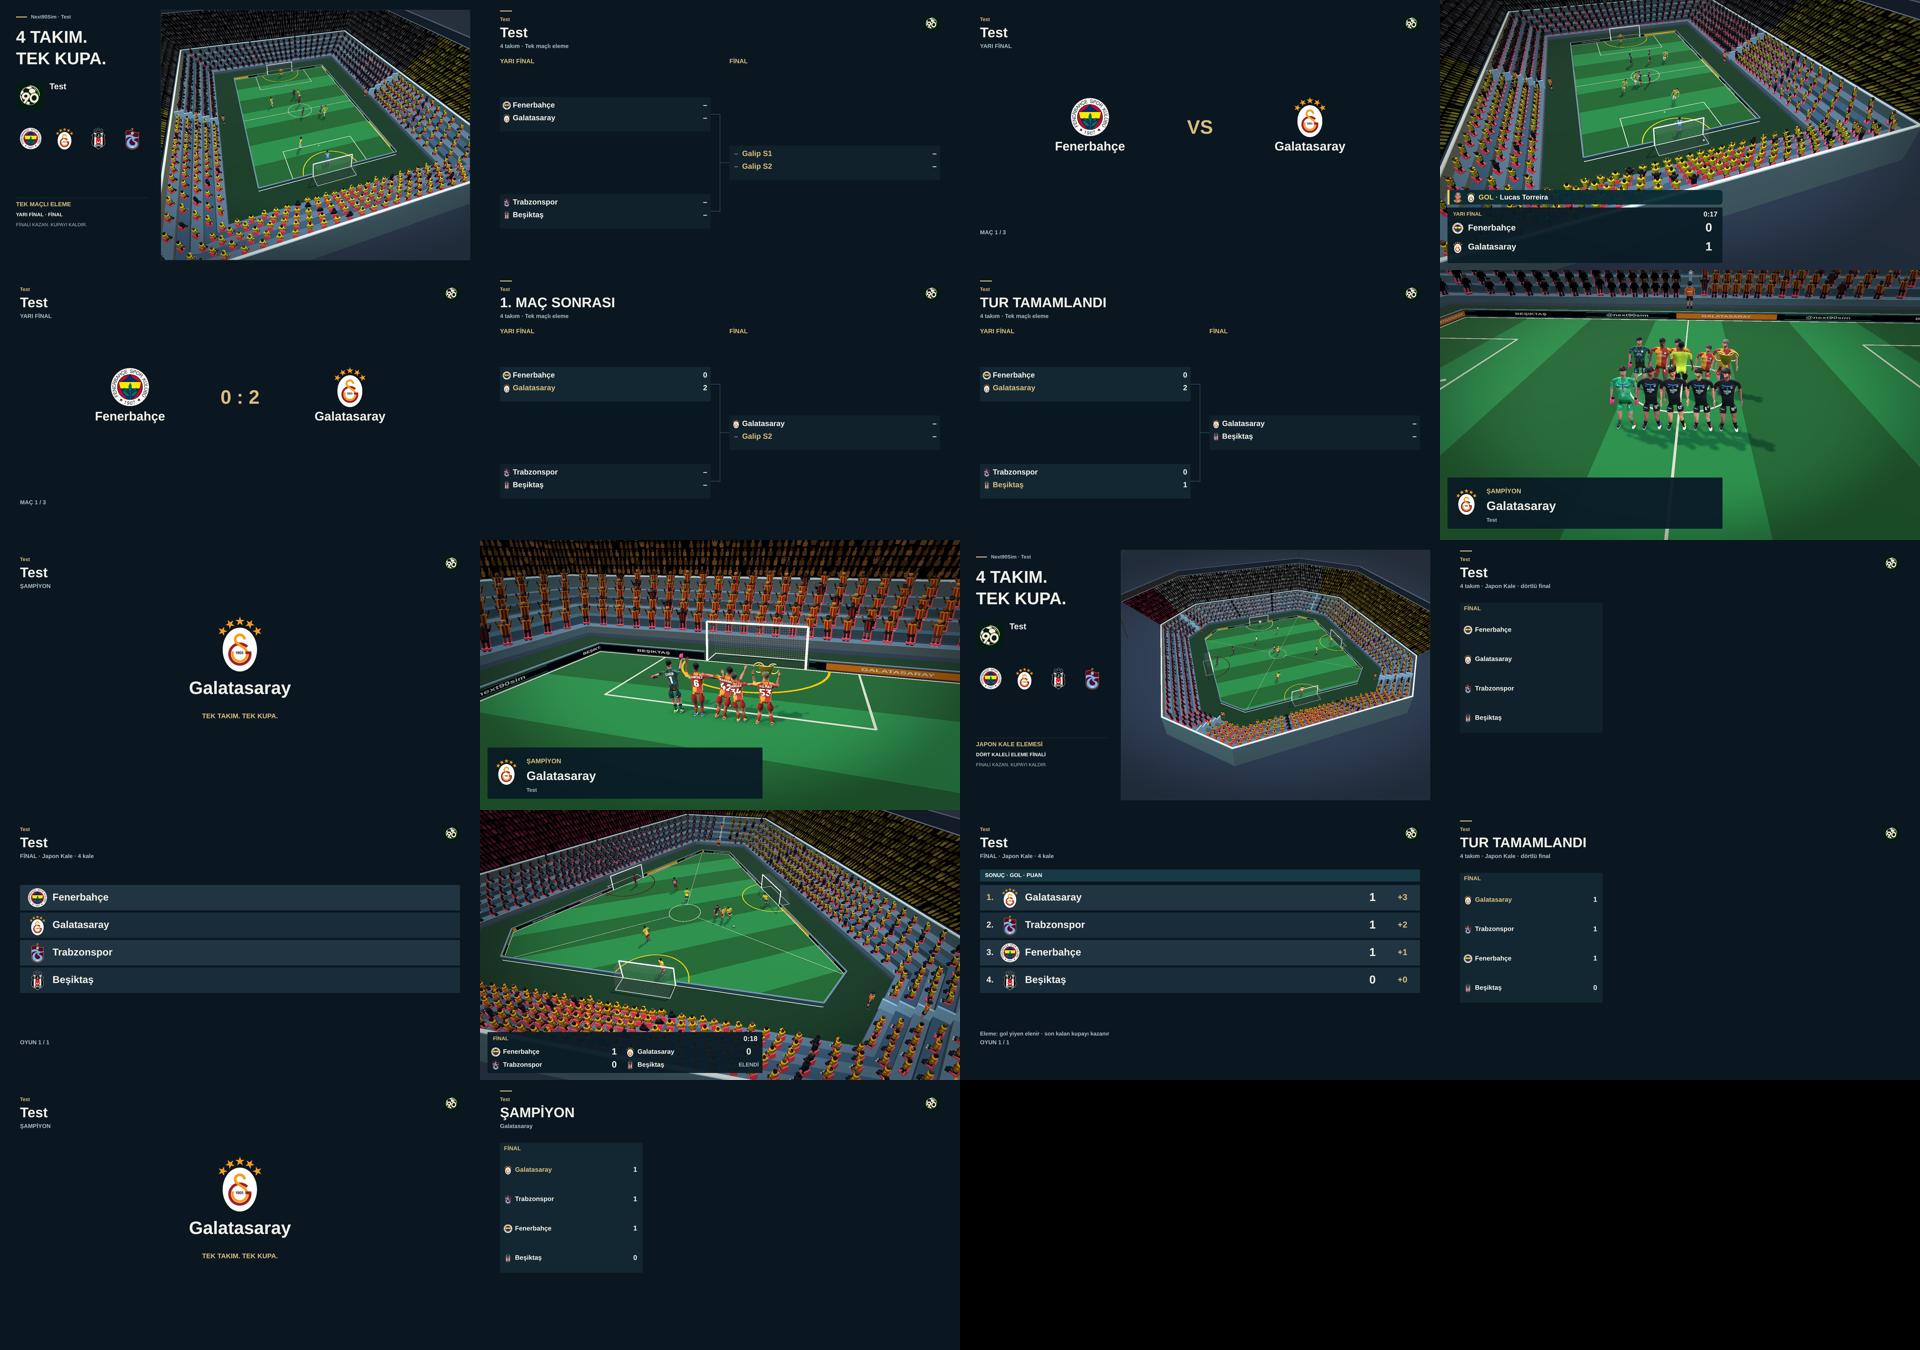 Next90Sim · Test
4 TAKIM.
TEK KUPA.
Test
TEK MAÇLI ELEME
YARI FİNAL · FİNAL
FİNALİ KAZAN. KUPAYI KALDIR.
Test
Test
4 takım · Tek maçlı eleme
YARI FİNAL
FİNAL
Fenerbahçe –
Galatasaray –
– Galip S1 –
– Galip S2 –
Trabzonspor –
Beşiktaş –
Test
Test
YARI FİNAL
VS
Fenerbahçe
Galatasaray
MAÇ 1 / 3
GOL · Lucas Torreira
YARI FİNAL 0:17
Fenerbahçe 0
Galatasaray 1
Test
Test
YARI FİNAL
0 : 2
Fenerbahçe
Galatasaray
MAÇ 1 / 3
Test
1. MAÇ SONRASI
4 takım · Tek maçlı eleme
YARI FİNAL
FİNAL
Fenerbahçe 0
Galatasaray 2
Galatasaray –
– Galip S2 –
Trabzonspor –
Beşiktaş –
Test
TUR TAMAMLANDI
4 takım · Tek maçlı eleme
YARI FİNAL
FİNAL
Fenerbahçe 0
Galatasaray 2
Galatasaray –
Beşiktaş –
Trabzonspor 0
Beşiktaş 1
BEŞİKTAŞ
@next90sim
GALATASARAY
@next90sim
ŞAMPİYON
Galatasaray
Test
Test
Test
ŞAMPİYON
Galatasaray
TEK TAKIM. TEK KUPA.
BEŞİKTAŞ
next90sim
GALATASARAY
ŞAMPİYON
Galatasaray
Test
Next90Sim · Test
4 TAKIM.
TEK KUPA.
Test
JAPON KALE ELEMESİ
DÖRT KALELİ ELEME FİNALİ
FİNALİ KAZAN. KUPAYI KALDIR.
Test
Test
4 takım · Japon Kale · dörtlü final
FİNAL
Fenerbahçe
Galatasaray
Trabzonspor
Beşiktaş
Test
Test
FİNAL · Japon Kale · 4 kale
Fenerbahçe
Galatasaray
Trabzonspor
Beşiktaş
OYUN 1 / 1
FİNAL 0:18
Fenerbahçe 1 Galatasaray 0
Trabzonspor 0 Beşiktaş ELENDİ
Test
Test
FİNAL · Japon Kale · 4 kale
SONUÇ · GOL · PUAN
1. Galatasaray 1 +3
2. Trabzonspor 1 +2
3. Fenerbahçe 1 +1
4. Beşiktaş 0 +0
Eleme: gol yiyen elenir · son kalan kupayı kazanır
OYUN 1 / 1
Test
TUR TAMAMLANDI
4 takım · Japon Kale · dörtlü final
FİNAL
Galatasaray 1
Trabzonspor 1
Fenerbahçe 1
Beşiktaş 0
Test
Test
ŞAMPİYON
Galatasaray
TEK TAKIM. TEK KUPA.
Test
ŞAMPİYON
Galatasaray
FİNAL
Galatasaray 1
Trabzonspor 1
Fenerbahçe 1
Beşiktaş 0